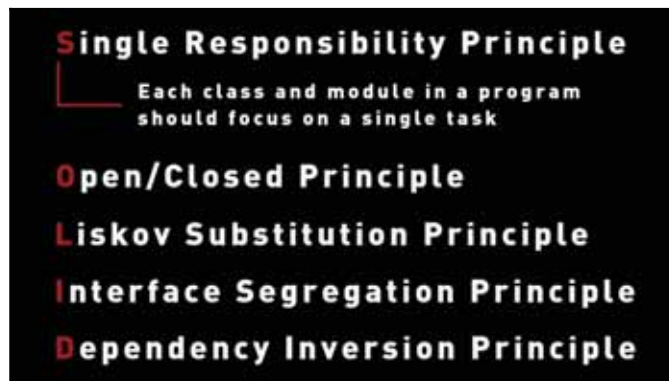 Single Responsibility Principle
Each class and module in a program
should focus on a single task
Open/Closed Principle
Liskov Substitution Principle
Interface Segregation Principle
Dependency Inversion Principle